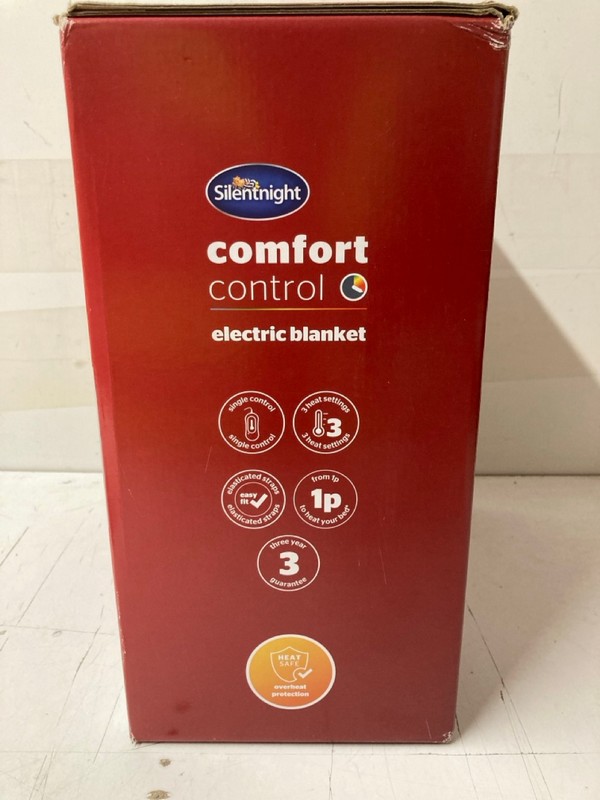 Silentnight
comfort
control
electric blanket
single control
single control
3 heat settings
3
3 heat settings
elasticated straps
easy
fit
elasticated straps
from 1p
1p
to heat your bed*
three year
3
guarantee
HEAT
SAFE
overheat
protection